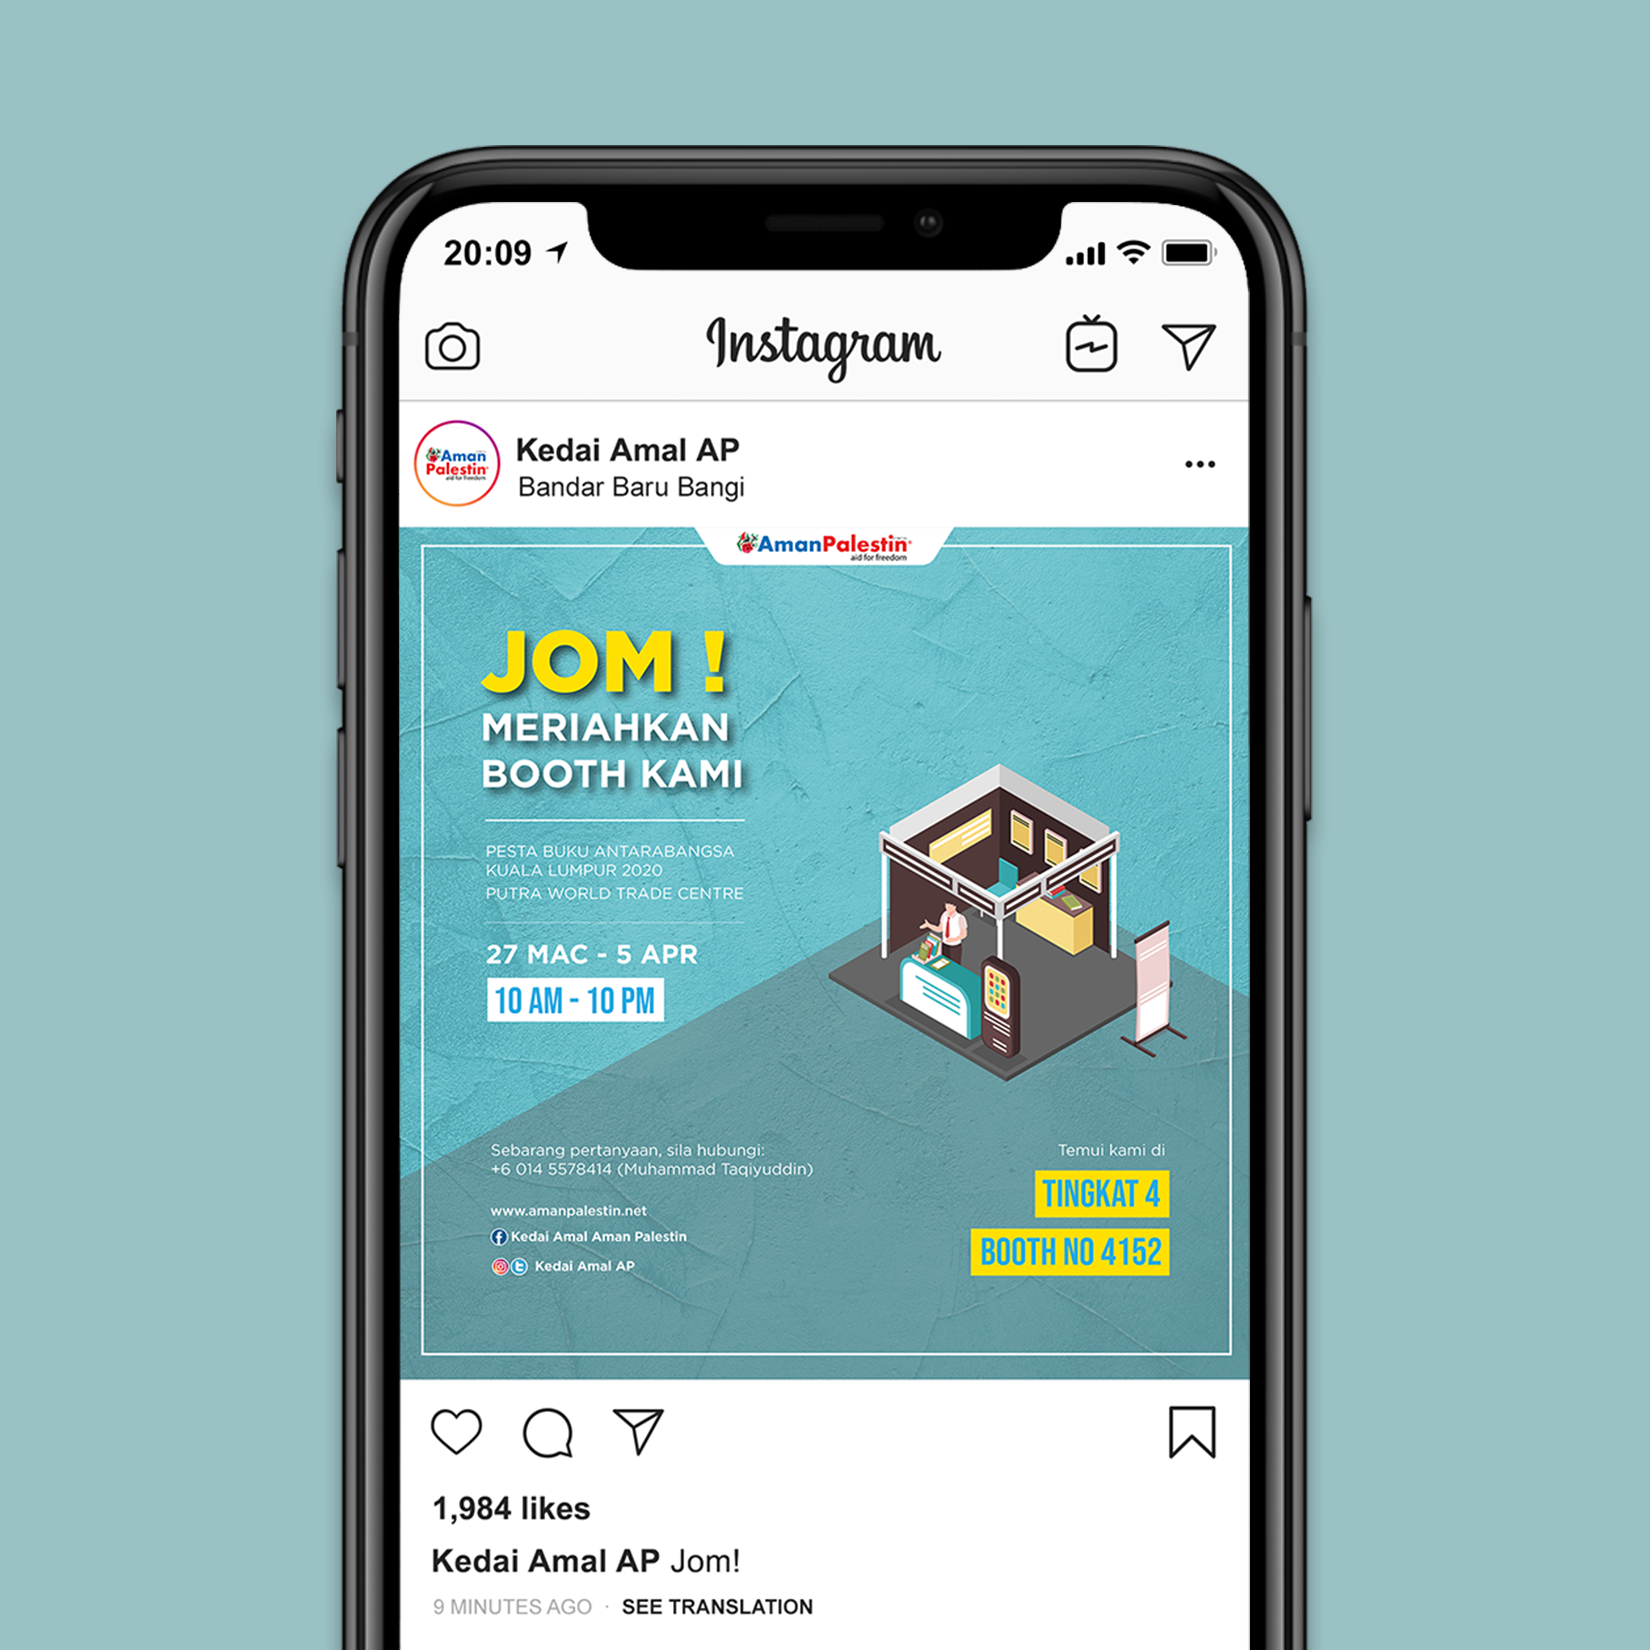 20:09
Instagram
Aman
Palestin
aid for freedom
Kedai Amal AP
Bandar Baru Bangi
AmanPalestin
aid for freedom
JOM !
MERIAHKAN
BOOTH KAMI
PESTA BUKU ANTARABANGSA
KUALA LUMPUR 2020
PUTRA WORLD TRADE CENTRE
27 MAC - 5 APR
10 AM - 10 PM
Sebarang pertanyaan, sila hubungi:
+6 014 5578414 (Muhammad Taqiyuddin)
www.amanpalestin.net
Kedai Amal Aman Palestin
Kedai Amal AP
Temui kami di
TINGKAT 4
BOOTH NO 4152
1,984 likes
Kedai Amal AP Jom!
9 MINUTES AGO · SEE TRANSLATION